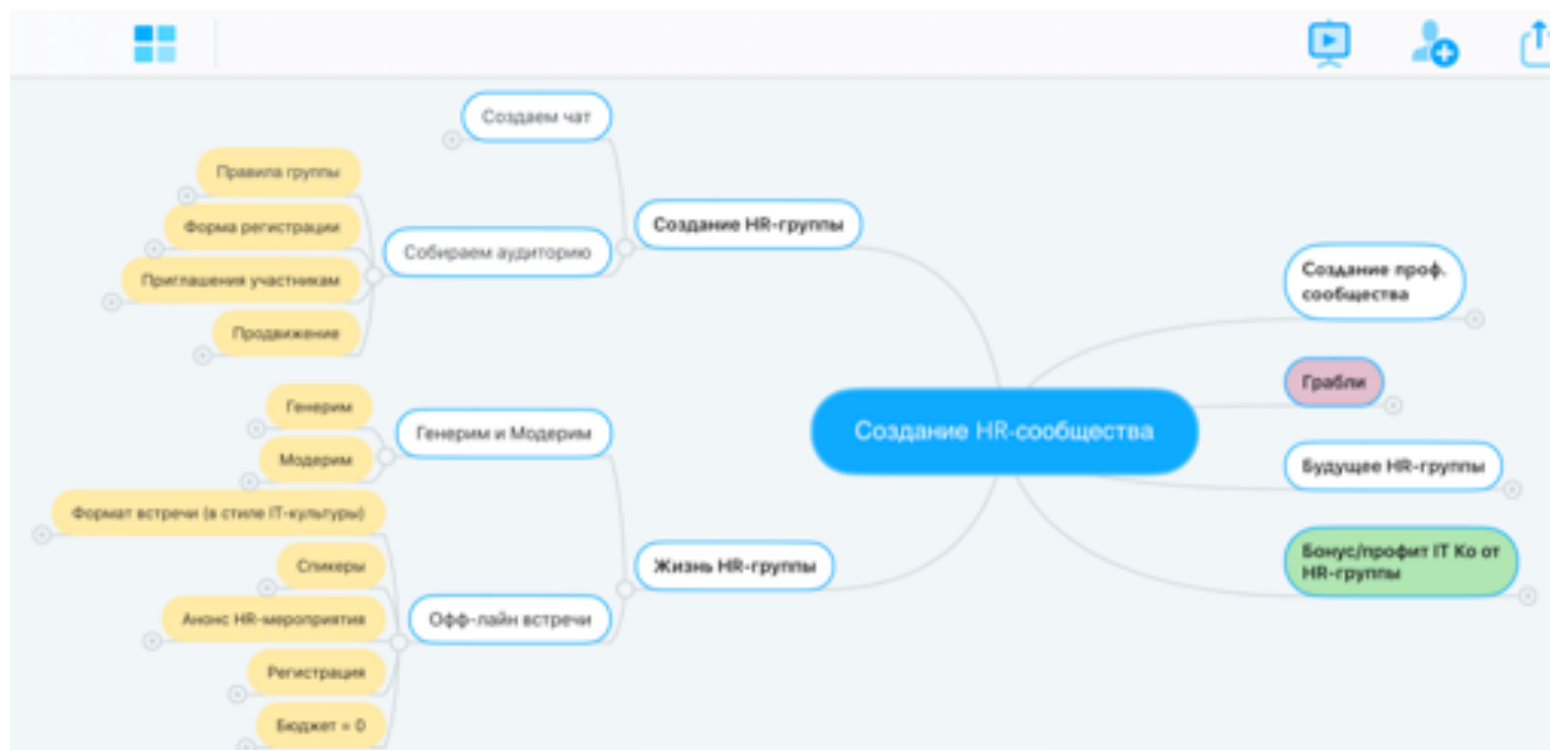 Создаем чат
Правила группы
Форма регистрации
Приглашения участникам
Продвижение
Собираем аудиторию
Создание HR-группы
Генерим
Модерим
Генерим и Модерим
Формат встречи (в стиле IT-культуры)
Спикеры
Анонс HR-мероприятия
Регистрация
Бюджет = 0
Офф-лайн встречи
Жизнь HR-группы
Создание HR-сообщества
Создание проф.
сообщества
Грабли
Будущее HR-группы
Бонус/профит IT Ко от
HR-группы